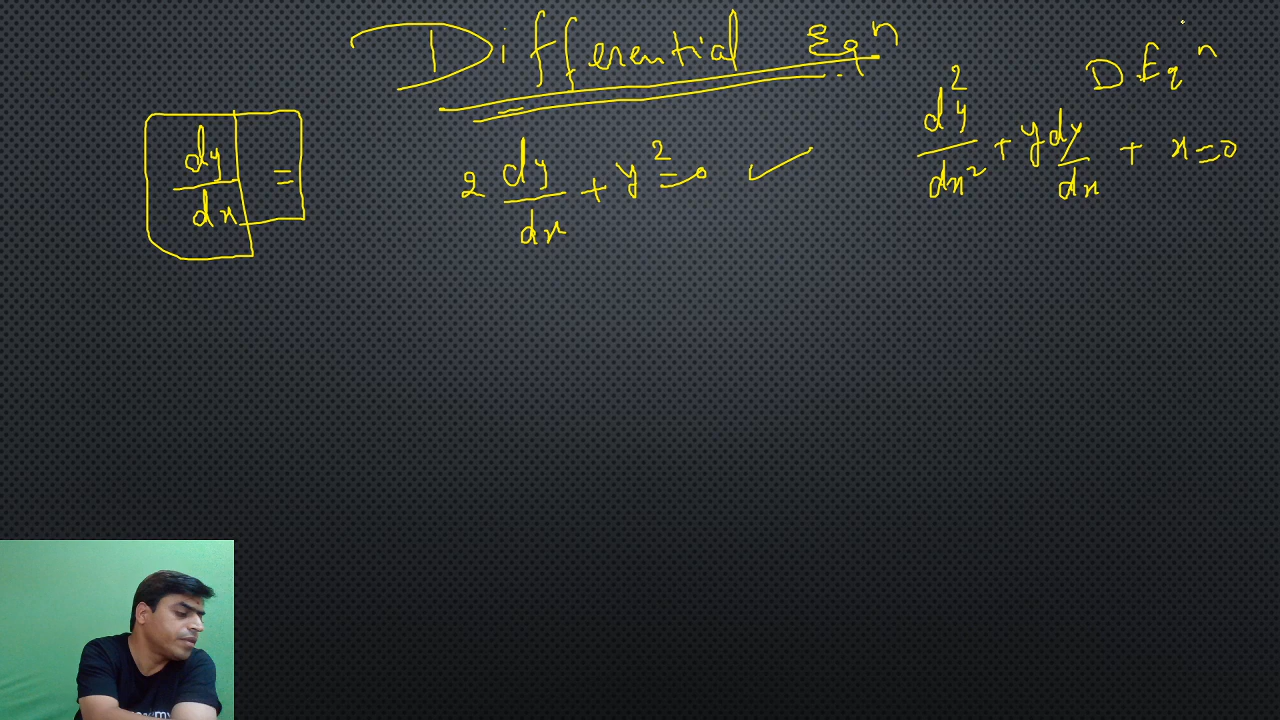 Differential Eqⁿ
D.Eqⁿ
dy/dx =
2 dy/dx + y² = 0 ✓
d²y/dx² + y dy/dx + x = 0